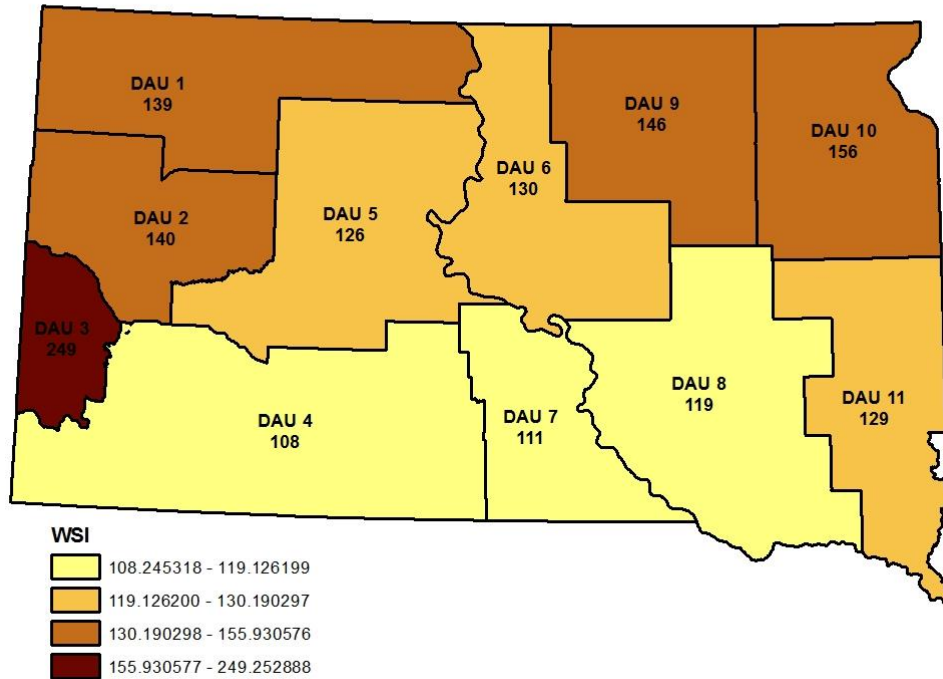 DAU 1
139
DAU 2
140
DAU 3
249
DAU 4
108
DAU 5
126
DAU 6
130
DAU 7
111
DAU 8
119
DAU 9
146
DAU 10
156
DAU 11
129
WSI
108.245318 - 119.126199
119.126200 - 130.190297
130.190298 - 155.930576
155.930577 - 249.252888